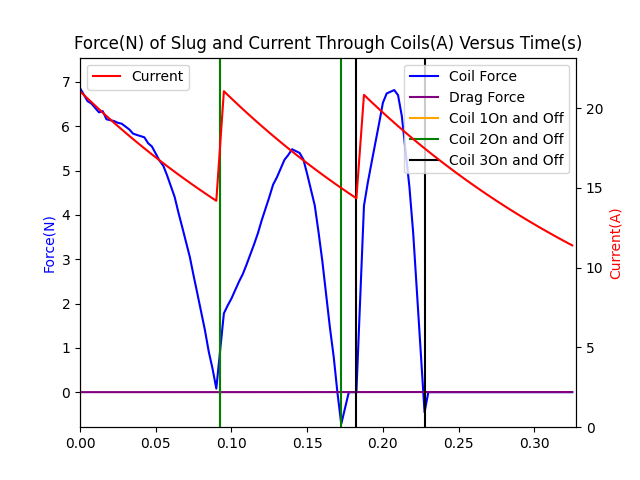 Force(N) of Slug and Current Through Coils(A) Versus Time(s)
Current
Coil Force
Drag Force
Coil 1On and Off
Coil 2On and Off
Coil 3On and Off
Force(N)
7
6
5
4
3
2
1
0
Current(A)
20
15
10
5
0
0.00 0.05 0.10 0.15 0.20 0.25 0.30